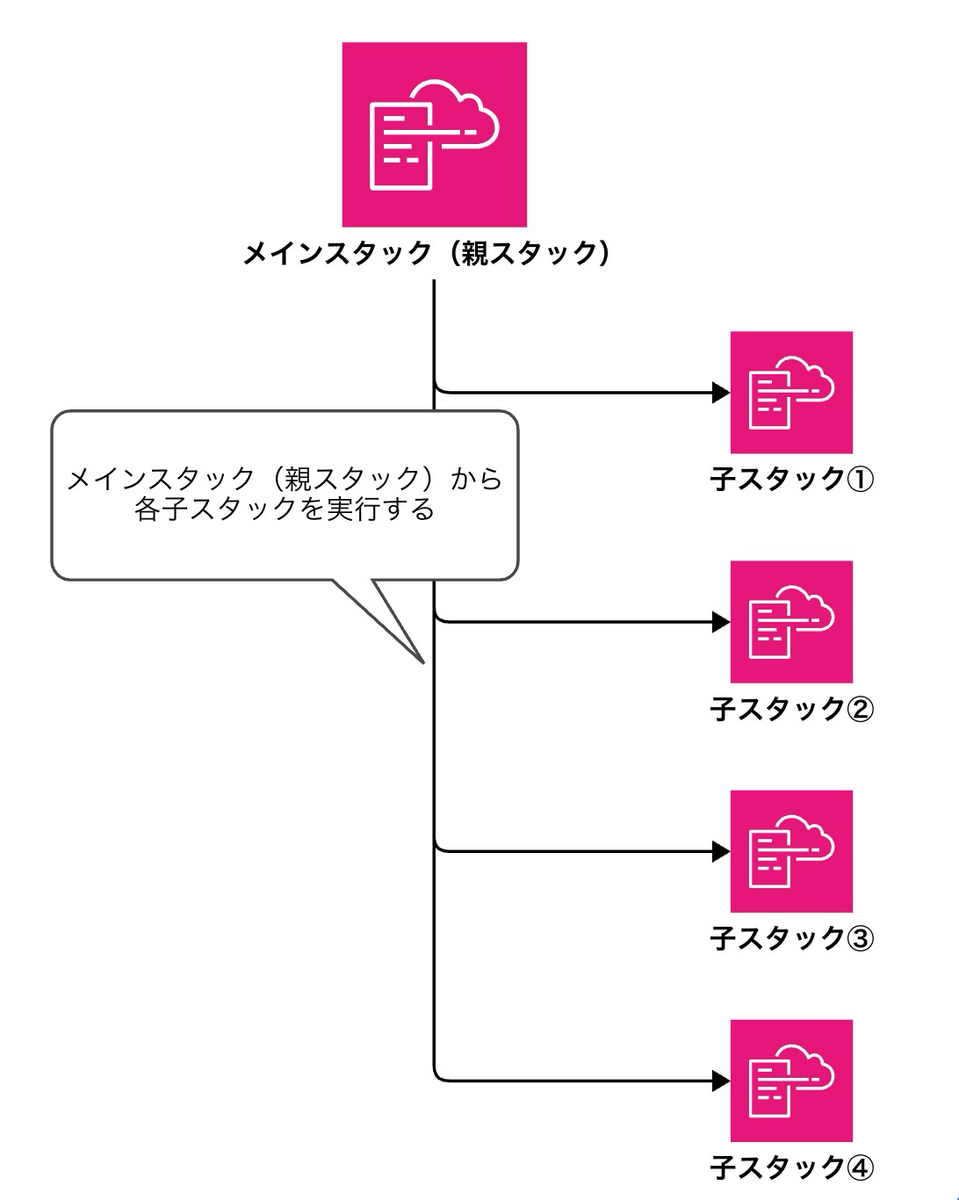 メインスタック（親スタック）
子スタック①
メインスタック（親スタック）から
各子スタックを実行する
子スタック②
子スタック③
子スタック④